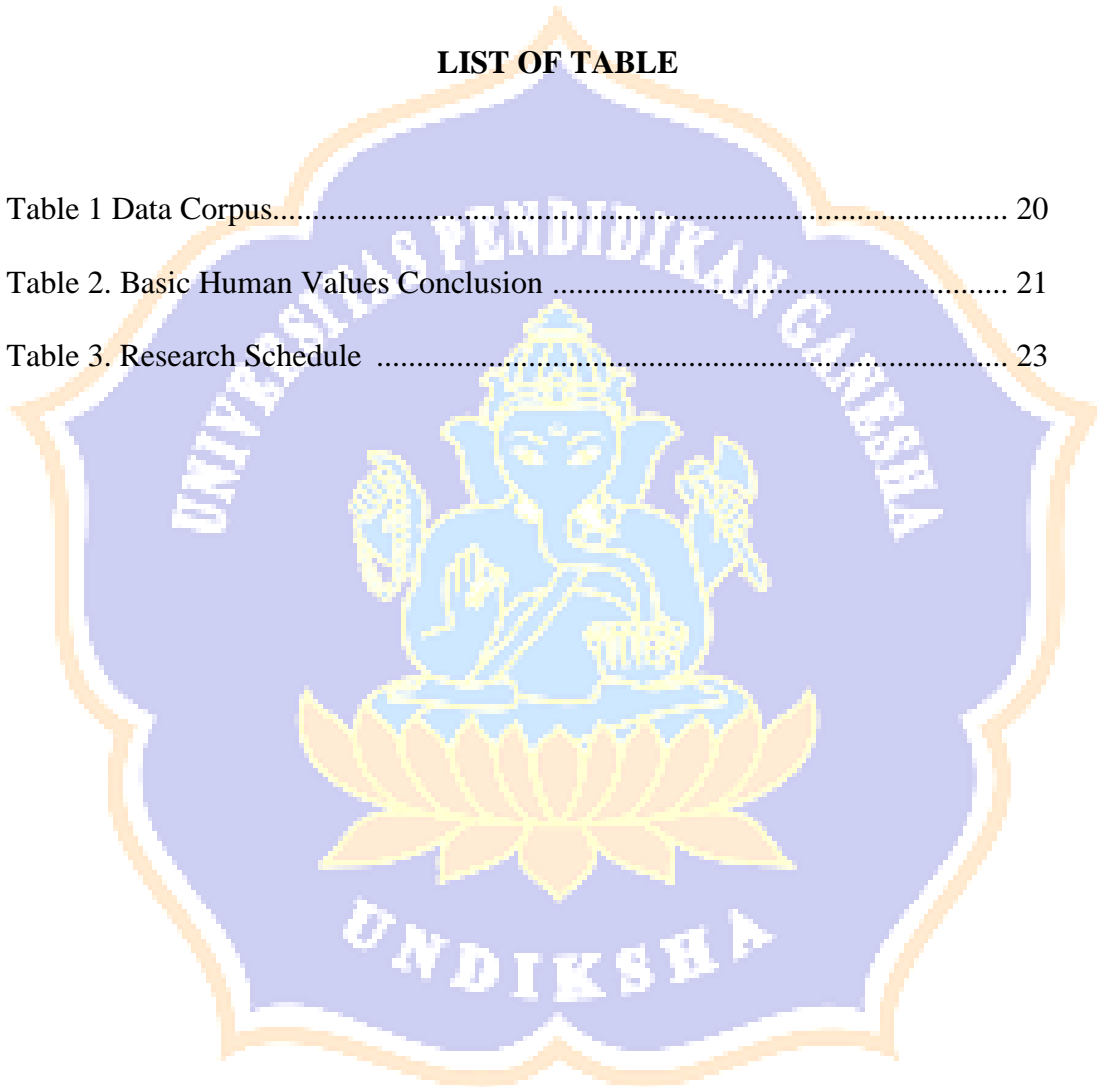 LIST OF TABLE
Table 1 Data Corpus.............................................................................. 20
Table 2. Basic Human Values Conclusion ................................................ 21
Table 3. Research Schedule ................................................................... 23
UNIVERSITAS PENDIDIKAN GANESHA
UNDIKSHA